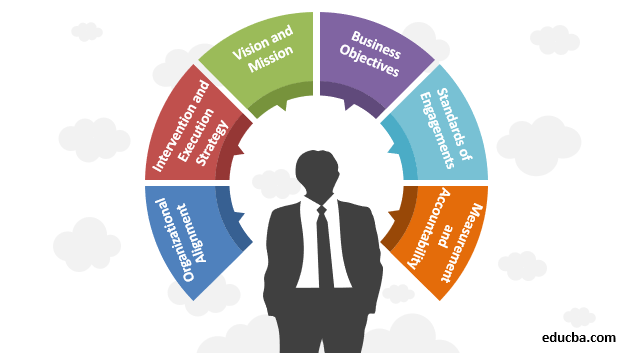 Organizational
Alignment
Intervention and
Execution
Strategy
Vision and
Mission
Business
Objectives
Standards of
Engagements
Measurement
and
Accountability
educba.com